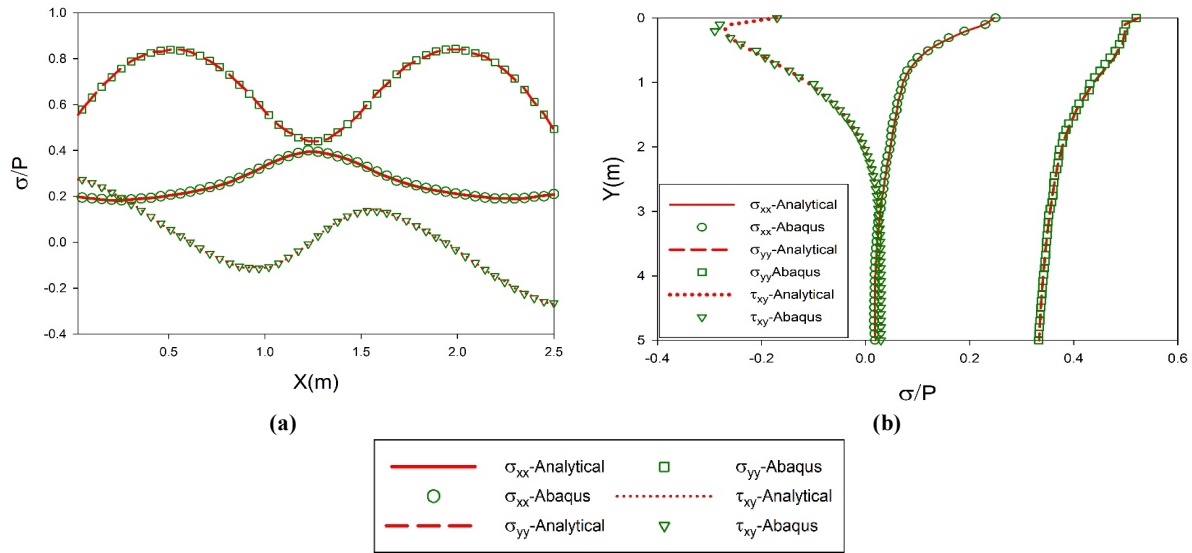 1.0
0.8
0.6
0.4
0.2
0.0
-0.2
-0.4
σ/P
0.5
1.0
1.5
2.0
2.5
X(m)
(a)
0
1
2
3
4
5
Y(m)
σxx-Analytical
σxx-Abaqus
σyy-Analytical
σyyAbaqus
τxy-Analytical
τxy-Abaqus
-0.4
-0.2
0.0
0.2
0.4
0.6
σ/P
(b)
σxx-Analytical
σyy-Abaqus
σxx-Abaqus
τxy-Analytical
σyy-Analytical
τxy-Abaqus